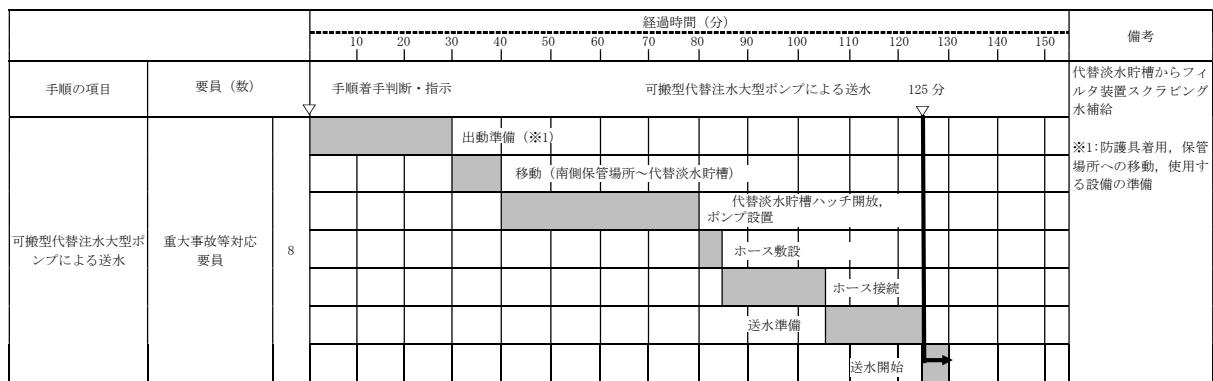 経過時間（分）
備考
10 20 30 40 50 60 70 80 90 100 110 120 130 140 150
手順の項目
要員（数）
手順着手判断・指示
可搬型代替注水大型ポンプによる送水 125 分
代替淡水貯槽からフィ
ルタ装置スクラビング
水補給
※1:防護具着用，保管
場所への移動，使用す
る設備の準備
可搬型代替注水大型ポ
ンプによる送水
重大事故等対応
要員
8
出動準備（※1）
移動（南側保管場所～代替淡水貯槽）
代替淡水貯槽ハッチ開放，
ポンプ設置
ホース敷設
ホース接続
送水準備
送水開始